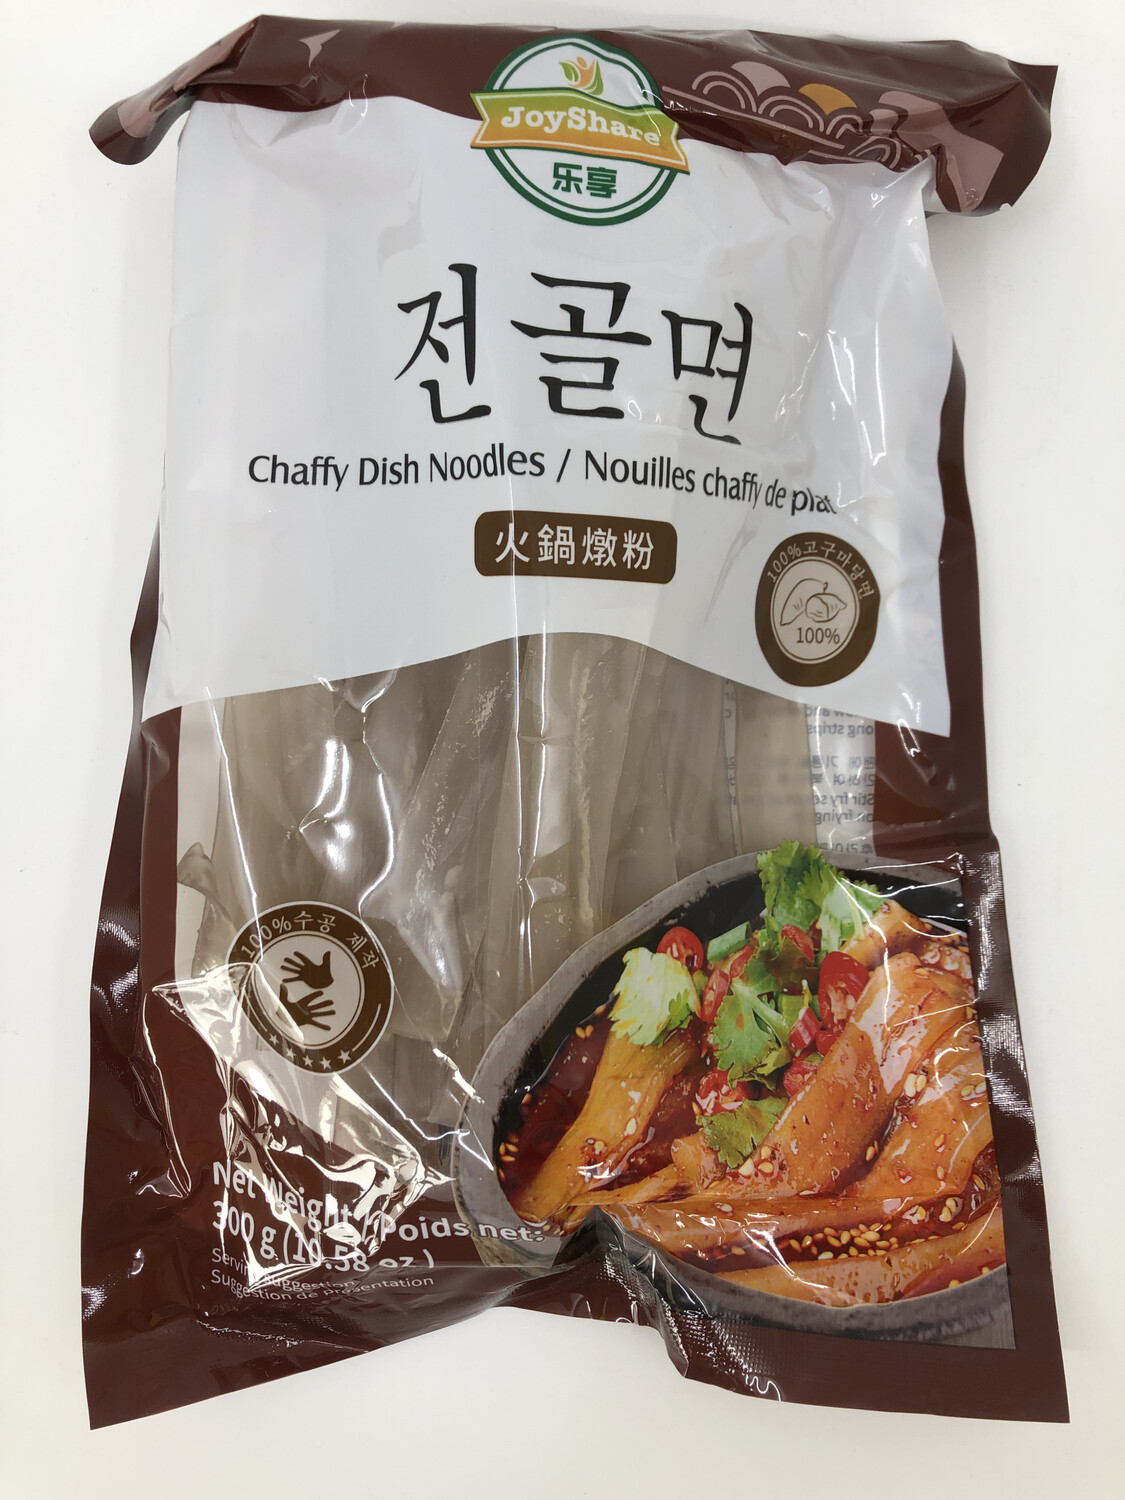 JoyShare
乐享
전골면
Chaffy Dish Noodles / Nouilles chaffy de plat
火鍋燉粉
100%고구마당면
100%
100%수공 제작
Net Weight / Poids net:
300 g (10.58 oz )
Serving Suggestion
Suggestion de présentation